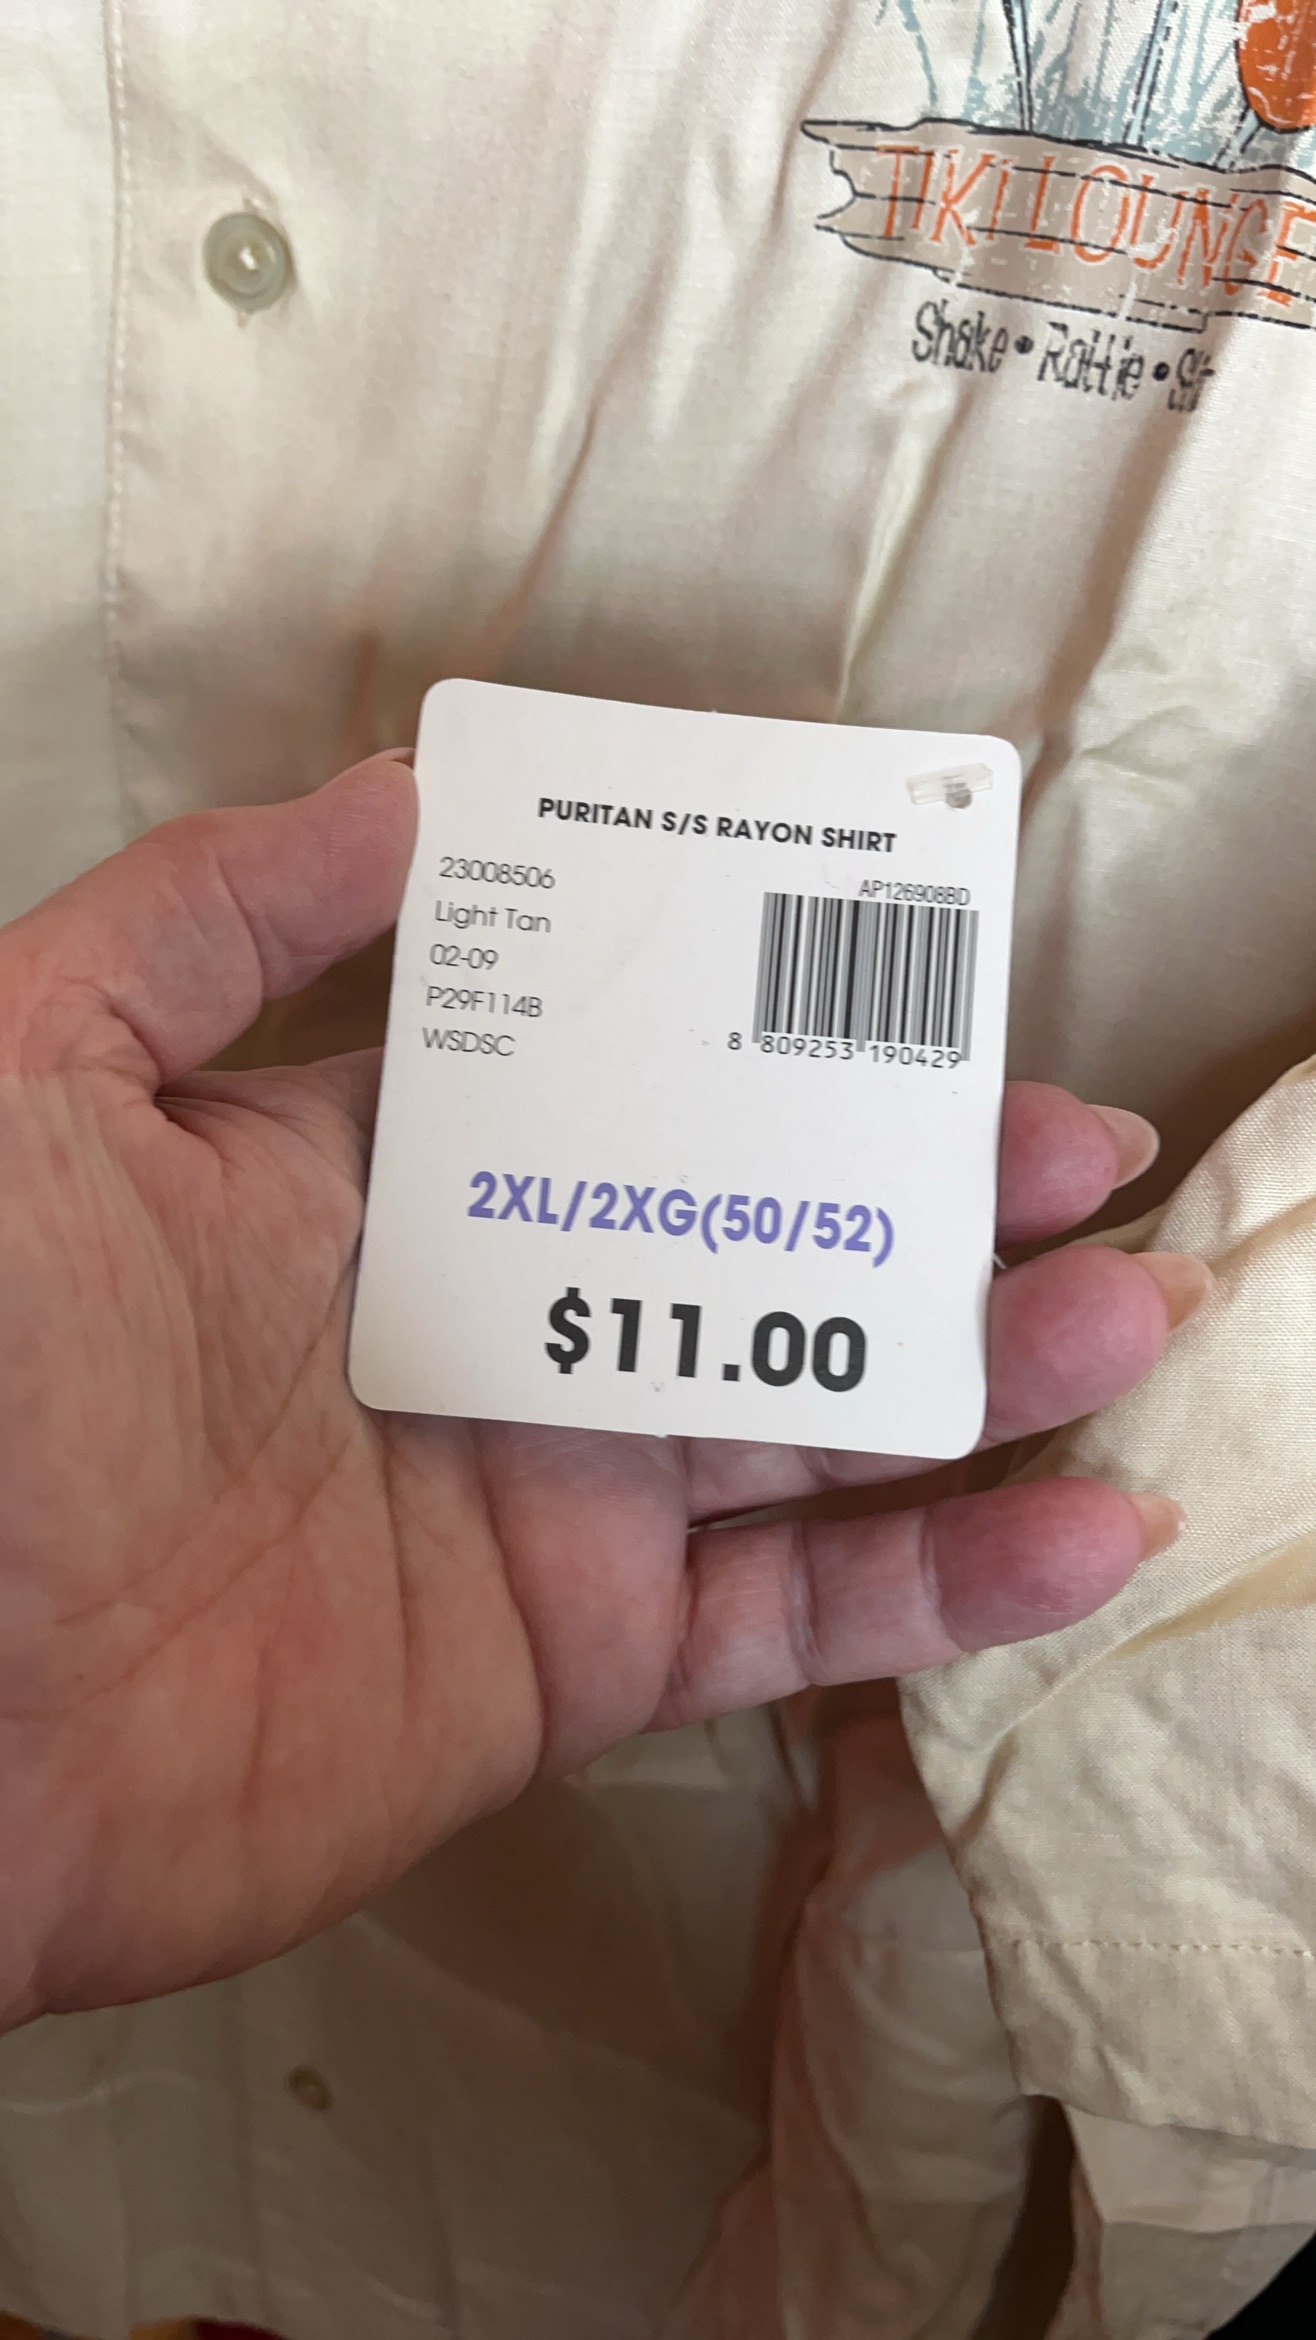 TIKI LOUNGE
Shake • Rattle •
PURITAN S/S RAYON SHIRT
23008506
AP126908BD
Light Tan
02-09
P29F114B
WSDSC
8 809253 190429
2XL/2XG(50/52)
$11.00